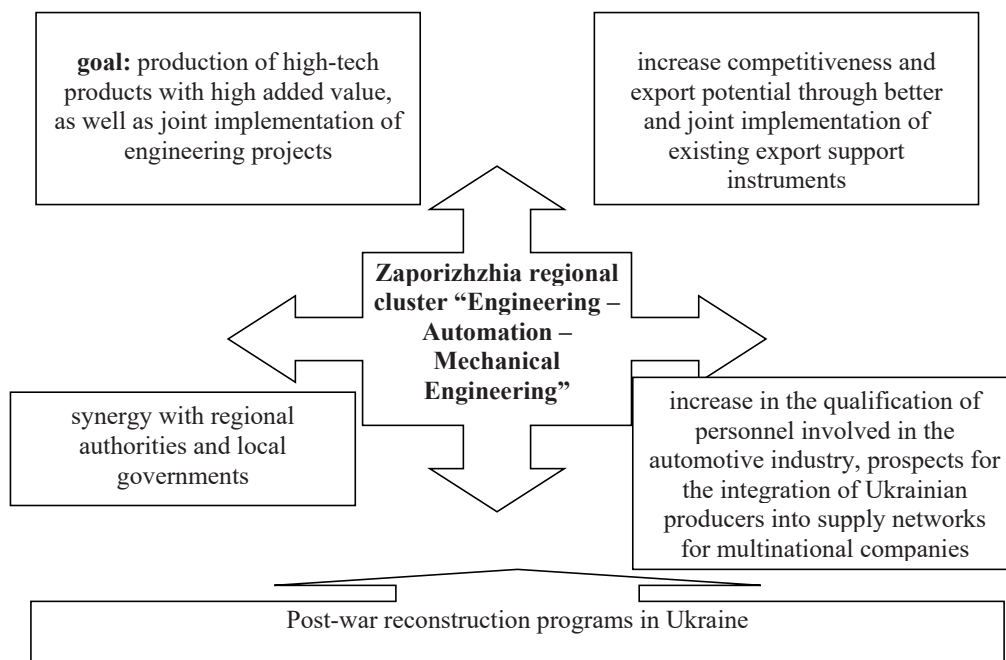 goal: production of high-tech
products with high added value,
as well as joint implementation of
engineering projects
increase competitiveness and
export potential through better
and joint implementation of
existing export support
instruments
Zaporizhzhia regional
cluster “Engineering –
Automation –
Mechanical
Engineering”
synergy with regional
authorities and local
governments
increase in the qualification of
personnel involved in the
automotive industry, prospects for
the integration of Ukrainian
producers into supply networks
for multinational companies
Post-war reconstruction programs in Ukraine